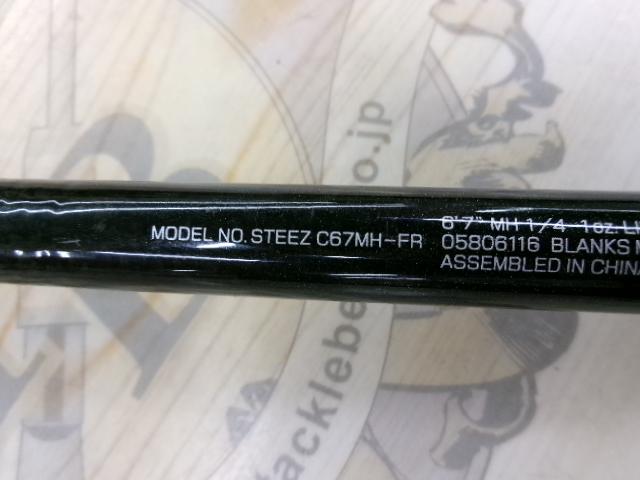 MODEL NO. STEEZ C67MH-FR
6'7" MH 1/4 - 1oz.
05806116 BLANKS
ASSEMBLED IN CHINA